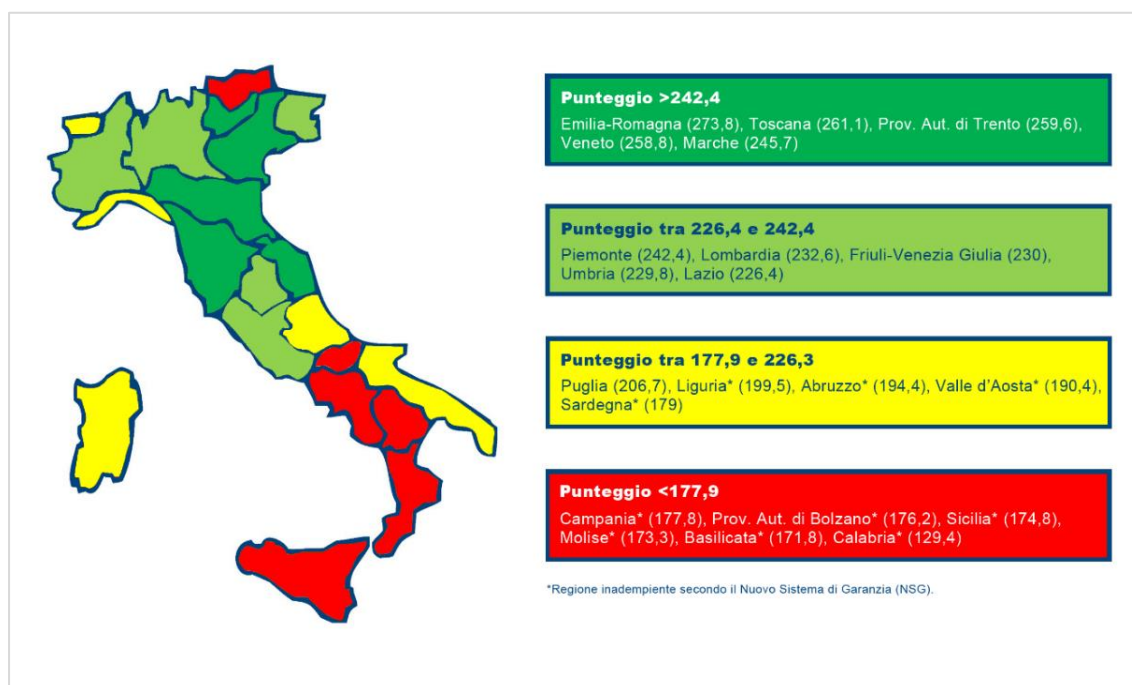 Punteggio >242,4
Emilia-Romagna (273,8), Toscana (261,1), Prov. Aut. di Trento (259,6),
Veneto (258,8), Marche (245,7)
Punteggio tra 226,4 e 242,4
Piemonte (242,4), Lombardia (232,6), Friuli-Venezia Giulia (230),
Umbria (229,8), Lazio (226,4)
Punteggio tra 177,9 e 226,3
Puglia (206,7), Liguria* (199,5), Abruzzo* (194,4), Valle d'Aosta* (190,4),
Sardegna* (179)
Punteggio <177,9
Campania* (177,8), Prov. Aut. di Bolzano* (176,2), Sicilia* (174,8),
Molise* (173,3), Basilicata* (171,8), Calabria* (129,4)
*Regione inadempiente secondo il Nuovo Sistema di Garanzia (NSG).